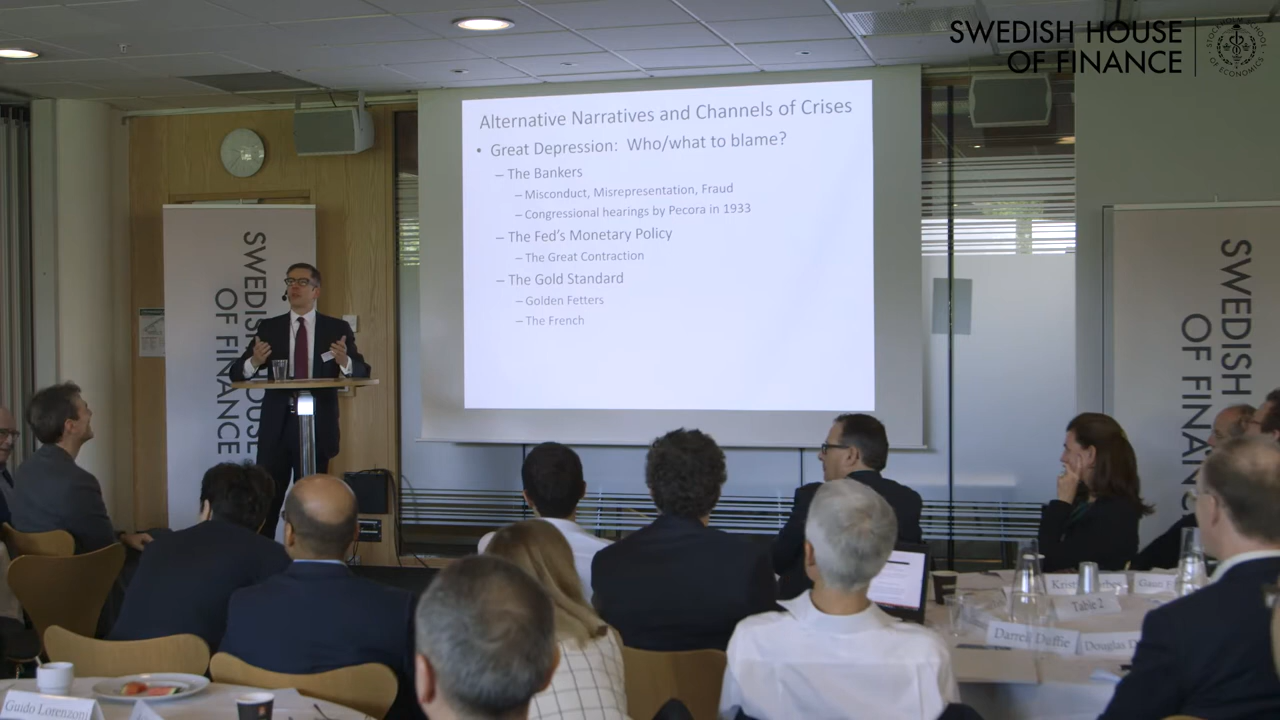 SWEDISH HOUSE
OF FINANCE
Alternative Narratives and Channels of Crises
• Great Depression: Who/what to blame?
– The Bankers
– Misconduct, Misrepresentation, Fraud
– Congressional hearings by Pecora in 1933
– The Fed's Monetary Policy
– The Great Contraction
– The Gold Standard
– Golden Fetters
– The French
SWEDISH HOUSE
OF FINANCE
SWEDISH
OF FINANC
Table 2
Darrell Duffie
Douglas D
Guido Lorenzoni